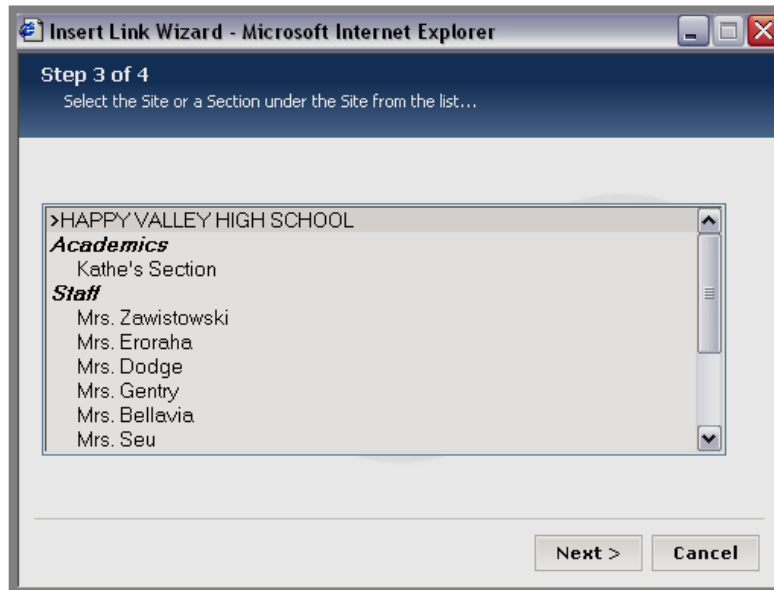 Insert Link Wizard - Microsoft Internet Explorer
Step 3 of 4
Select the Site or a Section under the Site from the list...
>HAPPY VALLEY HIGH SCHOOL
Academics
Kathe's Section
Staff
Mrs. Zawistowski
Mrs. Eroraha
Mrs. Dodge
Mrs. Gentry
Mrs. Bellavia
Mrs. Seu
Next > Cancel